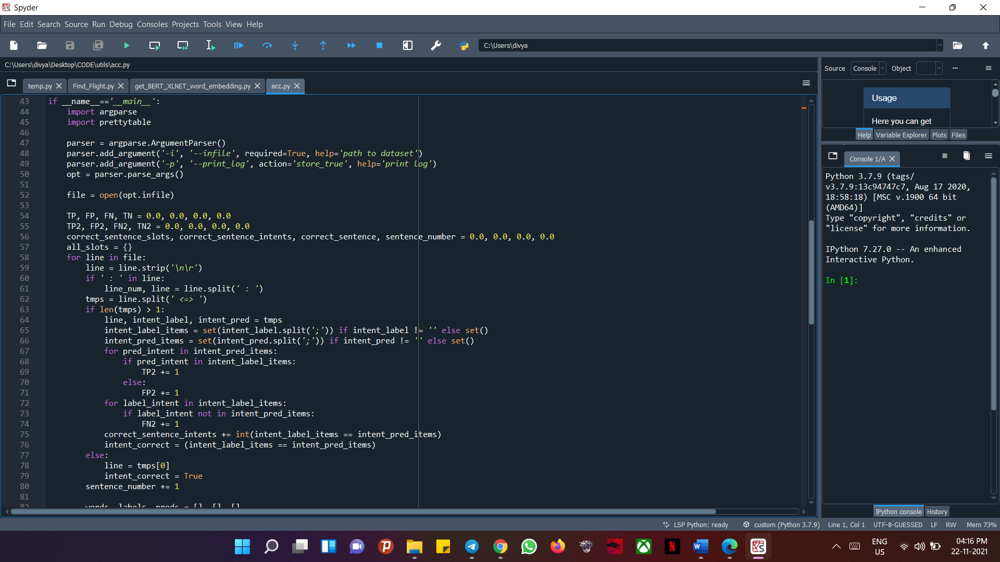 Spyder
File Edit Search Source Run Debug Consoles Projects Tools View Help
C:\Users\divya
C:\Users\divya\Desktop\CODE\utils\acc.py
temp.py
Find_Flight.py
get_BERT_XLNET_word_embedding.py
acc.py
43 if __name__=='__main__':
44     import argparse
45     import prettytable
46
47     parser = argparse.ArgumentParser()
48     parser.add_argument('-i', '--infile', required=True, help='path to dataset')
49     parser.add_argument('-p', '--print_log', action='store_true', help='print log')
50     opt = parser.parse_args()
51
52     file = open(opt.infile)
53
54     TP, FP, FN, TN = 0.0, 0.0, 0.0, 0.0
55     TP2, FP2, FN2, TN2 = 0.0, 0.0, 0.0, 0.0
56     correct_sentence_slots, correct_sentence_intents, correct_sentence, sentence_number = 0.0, 0.0, 0.0, 0.0
57     all_slots = {}
58     for line in file:
59         line = line.strip('\n\r')
60         if ' : ' in line:
61             line_num, line = line.split(' : ')
62         tmps = line.split(' <=> ')
63         if len(tmps) > 1:
64             line, intent_label, intent_pred = tmps
65             intent_label_items = set(intent_label.split(';')) if intent_label != '' else set()
66             intent_pred_items = set(intent_pred.split(';')) if intent_pred != '' else set()
67             for pred_intent in intent_pred_items:
68                 if pred_intent in intent_label_items:
69                     TP2 += 1
70                 else:
71                     FP2 += 1
72             for label_intent in intent_label_items:
73                 if label_intent not in intent_pred_items:
74                     FN2 += 1
75             correct_sentence_intents += int(intent_label_items == intent_pred_items)
76             intent_correct = (intent_label_items == intent_pred_items)
77         else:
78             line = tmps[0]
79             intent_correct = True
80         sentence_number += 1
81
82         words, labels, preds = [], [], []
Source Console Object
Usage
Here you can get
Help Variable Explorer Plots Files
Console 1/A
Python 3.7.9 (tags/
v3.7.9:13c94747c7, Aug 17 2020,
18:58:18) [MSC v.1900 64 bit
(AMD64)]
Type "copyright", "credits" or
"license" for more information.
IPython 7.27.0 -- An enhanced
Interactive Python.
In [1]:
IPython console History
LSP Python: ready custom (Python 3.7.9) Line 1, Col 1 UTF-8-GUESSED LF RW Mem 73%
ENG
US
04:16 PM
22-11-2021